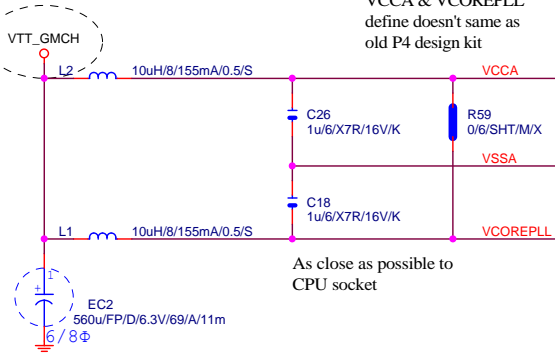 VCCA & VCOREPLL
define doesn't same as
old P4 design kit
VTT_GMCH
L2
10uH/8/155mA/0.5/S
VCCA
C26
1u/6/X7R/16V/K
R59
0/6/SHT/M/X
VSSA
C18
1u/6/X7R/16V/K
L1
10uH/8/155mA/0.5/S
VCOREPLL
As close as possible to
CPU socket
1
+
EC2
560u/FP/D/6.3V/69/A/11m
6/8Φ